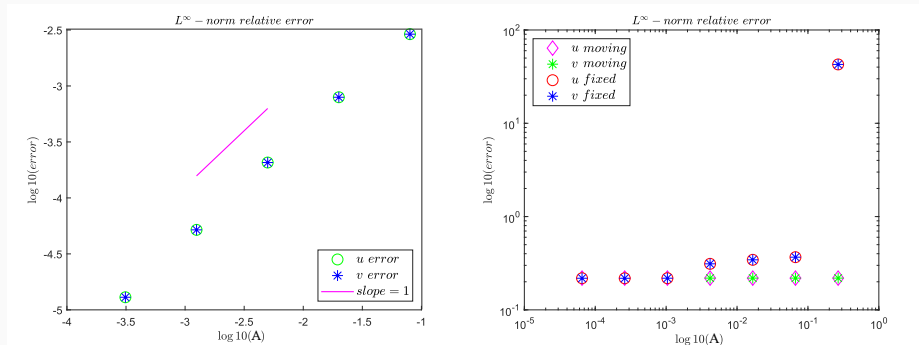 L^∞ − norm relative error
-2.5
-3
-3.5
-4
-4.5
-5
log 10(error)
-4
-3.5
-3
-2.5
-2
-1.5
-1
log 10(A)
u error
v error
slope = 1
L^∞ − norm relative error
10^2
10^1
10^0
10^-1
log 10(error)
10^-5
10^-4
10^-3
10^-2
10^-1
10^0
log 10(A)
u moving
v moving
u fixed
v fixed